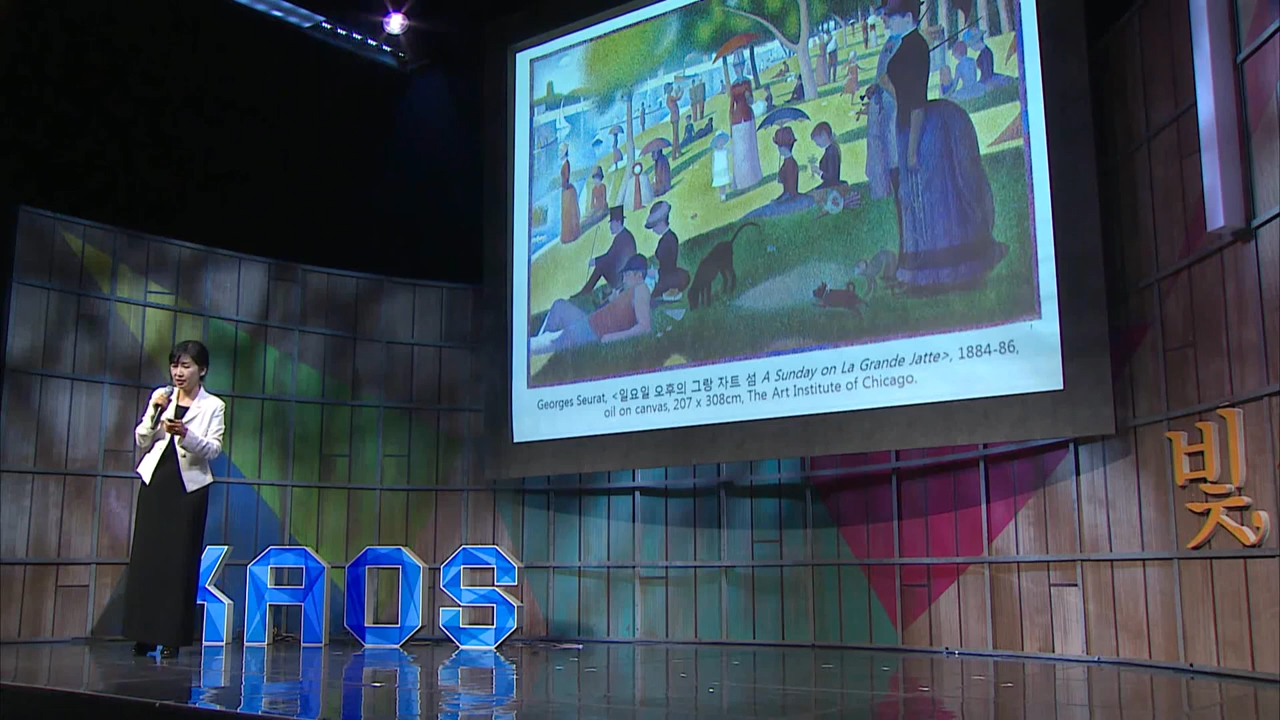 Georges Seurat, <일요일 오후의 그랑 자트 섬 A Sunday on La Grande Jatte>, 1884-86,
oil on canvas, 207 x 308cm, The Art Institute of Chicago.
빛,
KAOS